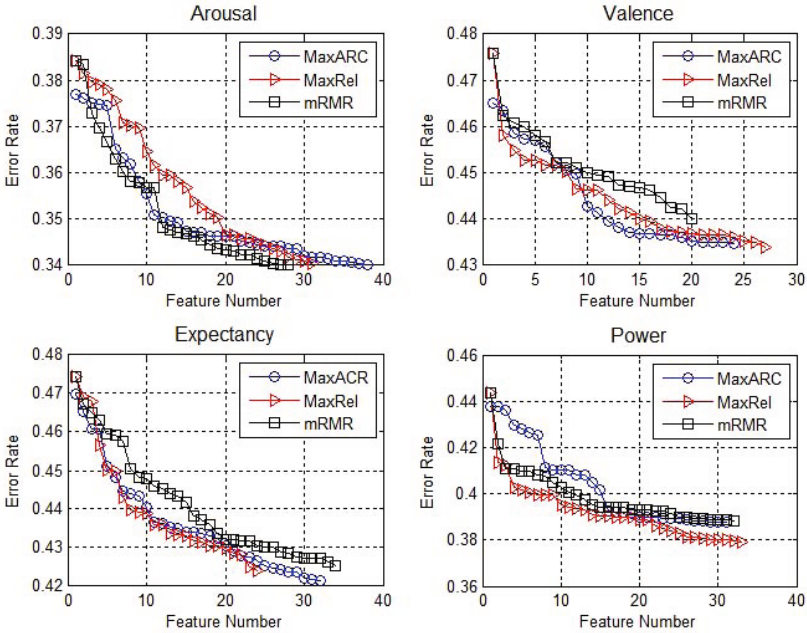 Arousal
Error Rate
0.39
0.38
0.37
0.36
0.35
0.34
0
10
20
30
40
Feature Number
MaxARC
MaxRel
mRMR
Valence
Error Rate
0.48
0.47
0.46
0.45
0.44
0.43
0
5
10
15
20
25
30
Feature Number
MaxARC
MaxRel
mRMR
Expectancy
Error Rate
0.48
0.47
0.46
0.45
0.44
0.43
0.42
0
10
20
30
40
Feature Number
MaxACR
MaxRel
mRMR
Power
Error Rate
0.46
0.44
0.42
0.4
0.38
0.36
0
10
20
30
40
Feature Number
MaxARC
MaxRel
mRMR